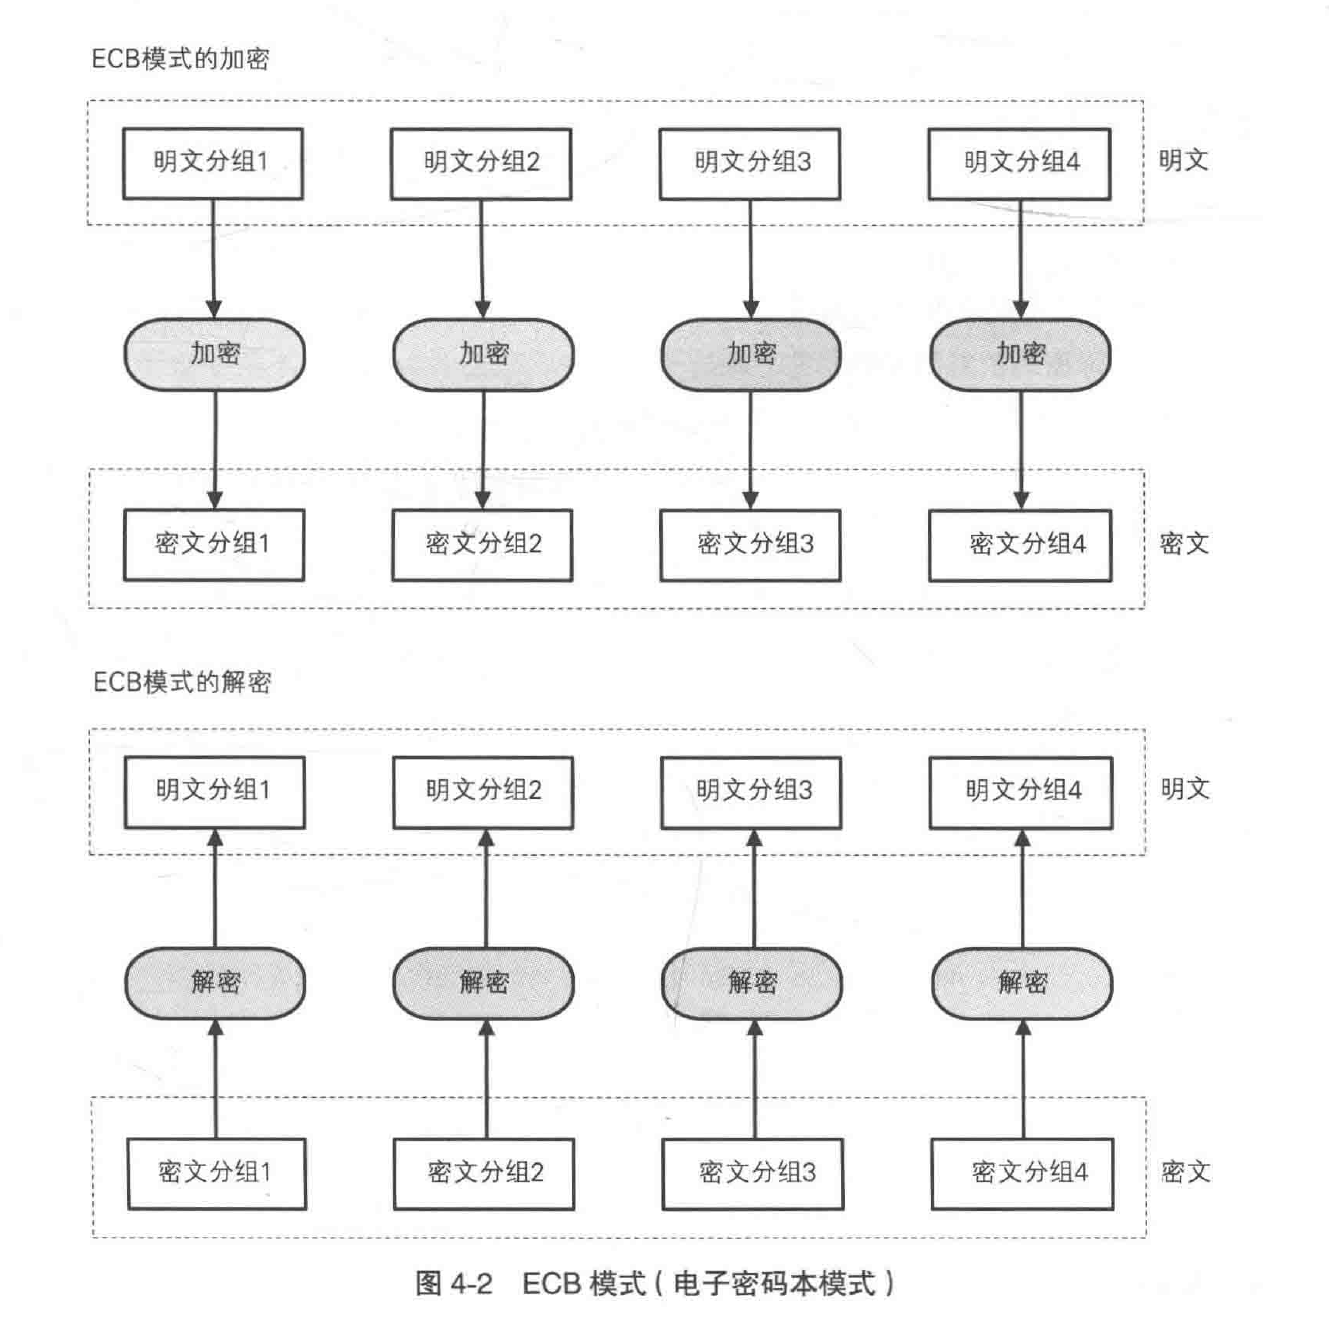 ECB模式的加密
明文分组1 明文分组2 明文分组3 明文分组4 明文
加密 加密 加密 加密
密文分组1 密文分组2 密文分组3 密文分组4 密文
ECB模式的解密
明文分组1 明文分组2 明文分组3 明文分组4 明文
解密 解密 解密 解密
密文分组1 密文分组2 密文分组3 密文分组4 密文
图 4-2 ECB 模式（电子密码本模式）